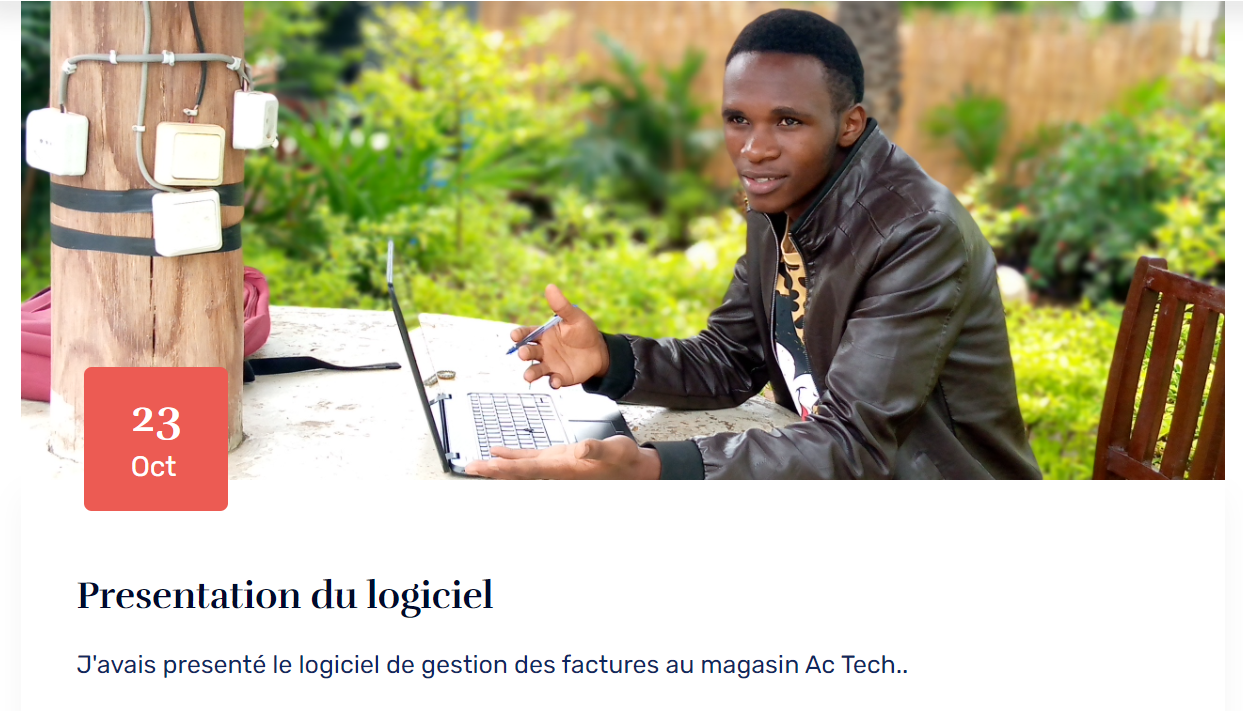 23
Oct
Presentation du logiciel
J'avais presenté le logiciel de gestion des factures au magasin Ac Tech..